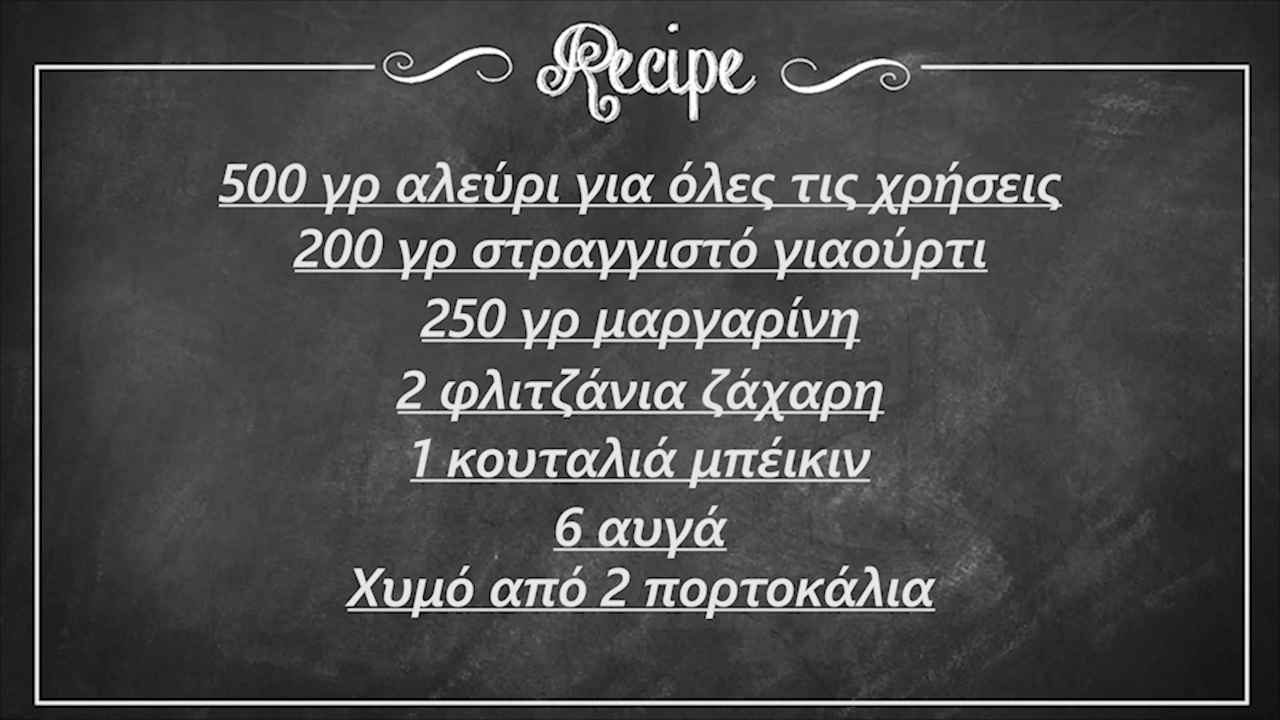 Recipe
500 γρ αλεύρι για όλες τις χρήσεις
200 γρ στραγγιστό γιαούρτι
250 γρ μαργαρίνη
2 φλιτζάνια ζάχαρη
1 κουταλιά μπέικιν
6 αυγά
Χυμό από 2 πορτοκάλια